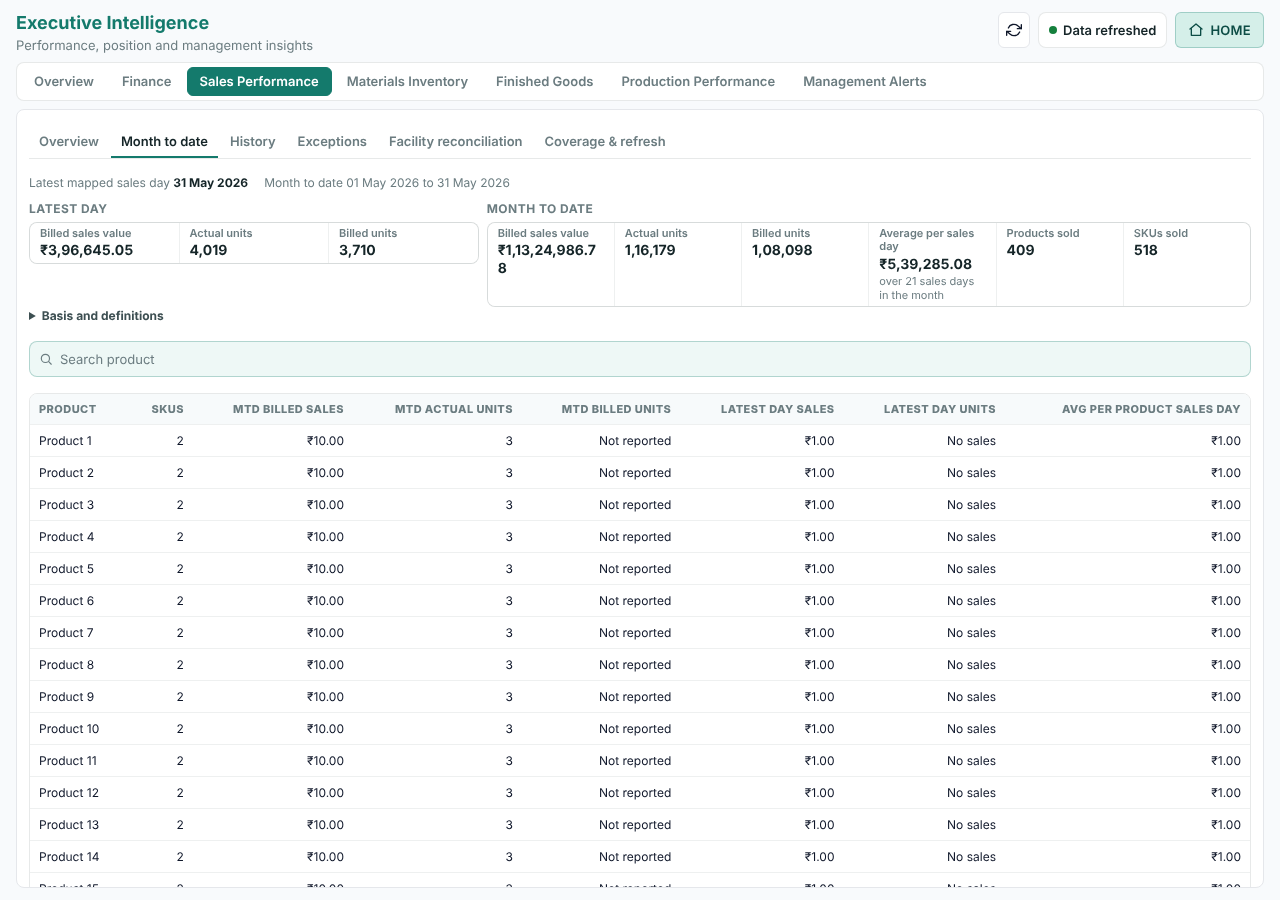 Executive Intelligence
Performance, position and management insights
Data refreshed
HOME
Overview Finance Sales Performance Materials Inventory Finished Goods Production Performance Management Alerts
Overview Month to date History Exceptions Facility reconciliation Coverage & refresh
Latest mapped sales day 31 May 2026 Month to date 01 May 2026 to 31 May 2026
LATEST DAY
Billed sales value
₹3,96,645.05
Actual units
4,019
Billed units
3,710
MONTH TO DATE
Billed sales value
₹1,13,24,986.7
8
Actual units
1,16,179
Billed units
1,08,098
Average per sales
day
₹5,39,285.08
over 21 sales days
in the month
Products sold
409
SKUs sold
518
Basis and definitions
Search product
PRODUCT SKUS MTD BILLED SALES MTD ACTUAL UNITS MTD BILLED UNITS LATEST DAY SALES LATEST DAY UNITS AVG PER PRODUCT SALES DAY
Product 1 2 ₹10.00 3 Not reported ₹1.00 No sales ₹1.00
Product 2 2 ₹10.00 3 Not reported ₹1.00 No sales ₹1.00
Product 3 2 ₹10.00 3 Not reported ₹1.00 No sales ₹1.00
Product 4 2 ₹10.00 3 Not reported ₹1.00 No sales ₹1.00
Product 5 2 ₹10.00 3 Not reported ₹1.00 No sales ₹1.00
Product 6 2 ₹10.00 3 Not reported ₹1.00 No sales ₹1.00
Product 7 2 ₹10.00 3 Not reported ₹1.00 No sales ₹1.00
Product 8 2 ₹10.00 3 Not reported ₹1.00 No sales ₹1.00
Product 9 2 ₹10.00 3 Not reported ₹1.00 No sales ₹1.00
Product 10 2 ₹10.00 3 Not reported ₹1.00 No sales ₹1.00
Product 11 2 ₹10.00 3 Not reported ₹1.00 No sales ₹1.00
Product 12 2 ₹10.00 3 Not reported ₹1.00 No sales ₹1.00
Product 13 2 ₹10.00 3 Not reported ₹1.00 No sales ₹1.00
Product 14 2 ₹10.00 3 Not reported ₹1.00 No sales ₹1.00